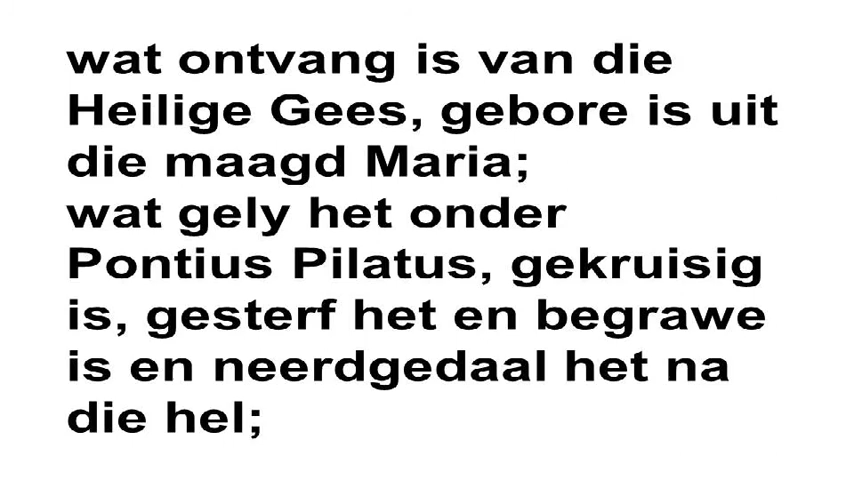 wat ontvang is van die
Heilige Gees, gebore is uit
die maagd Maria;
wat gely het onder
Pontius Pilatus, gekruisig
is, gesterf het en begrawe
is en neerdgedaal het na
die hel;